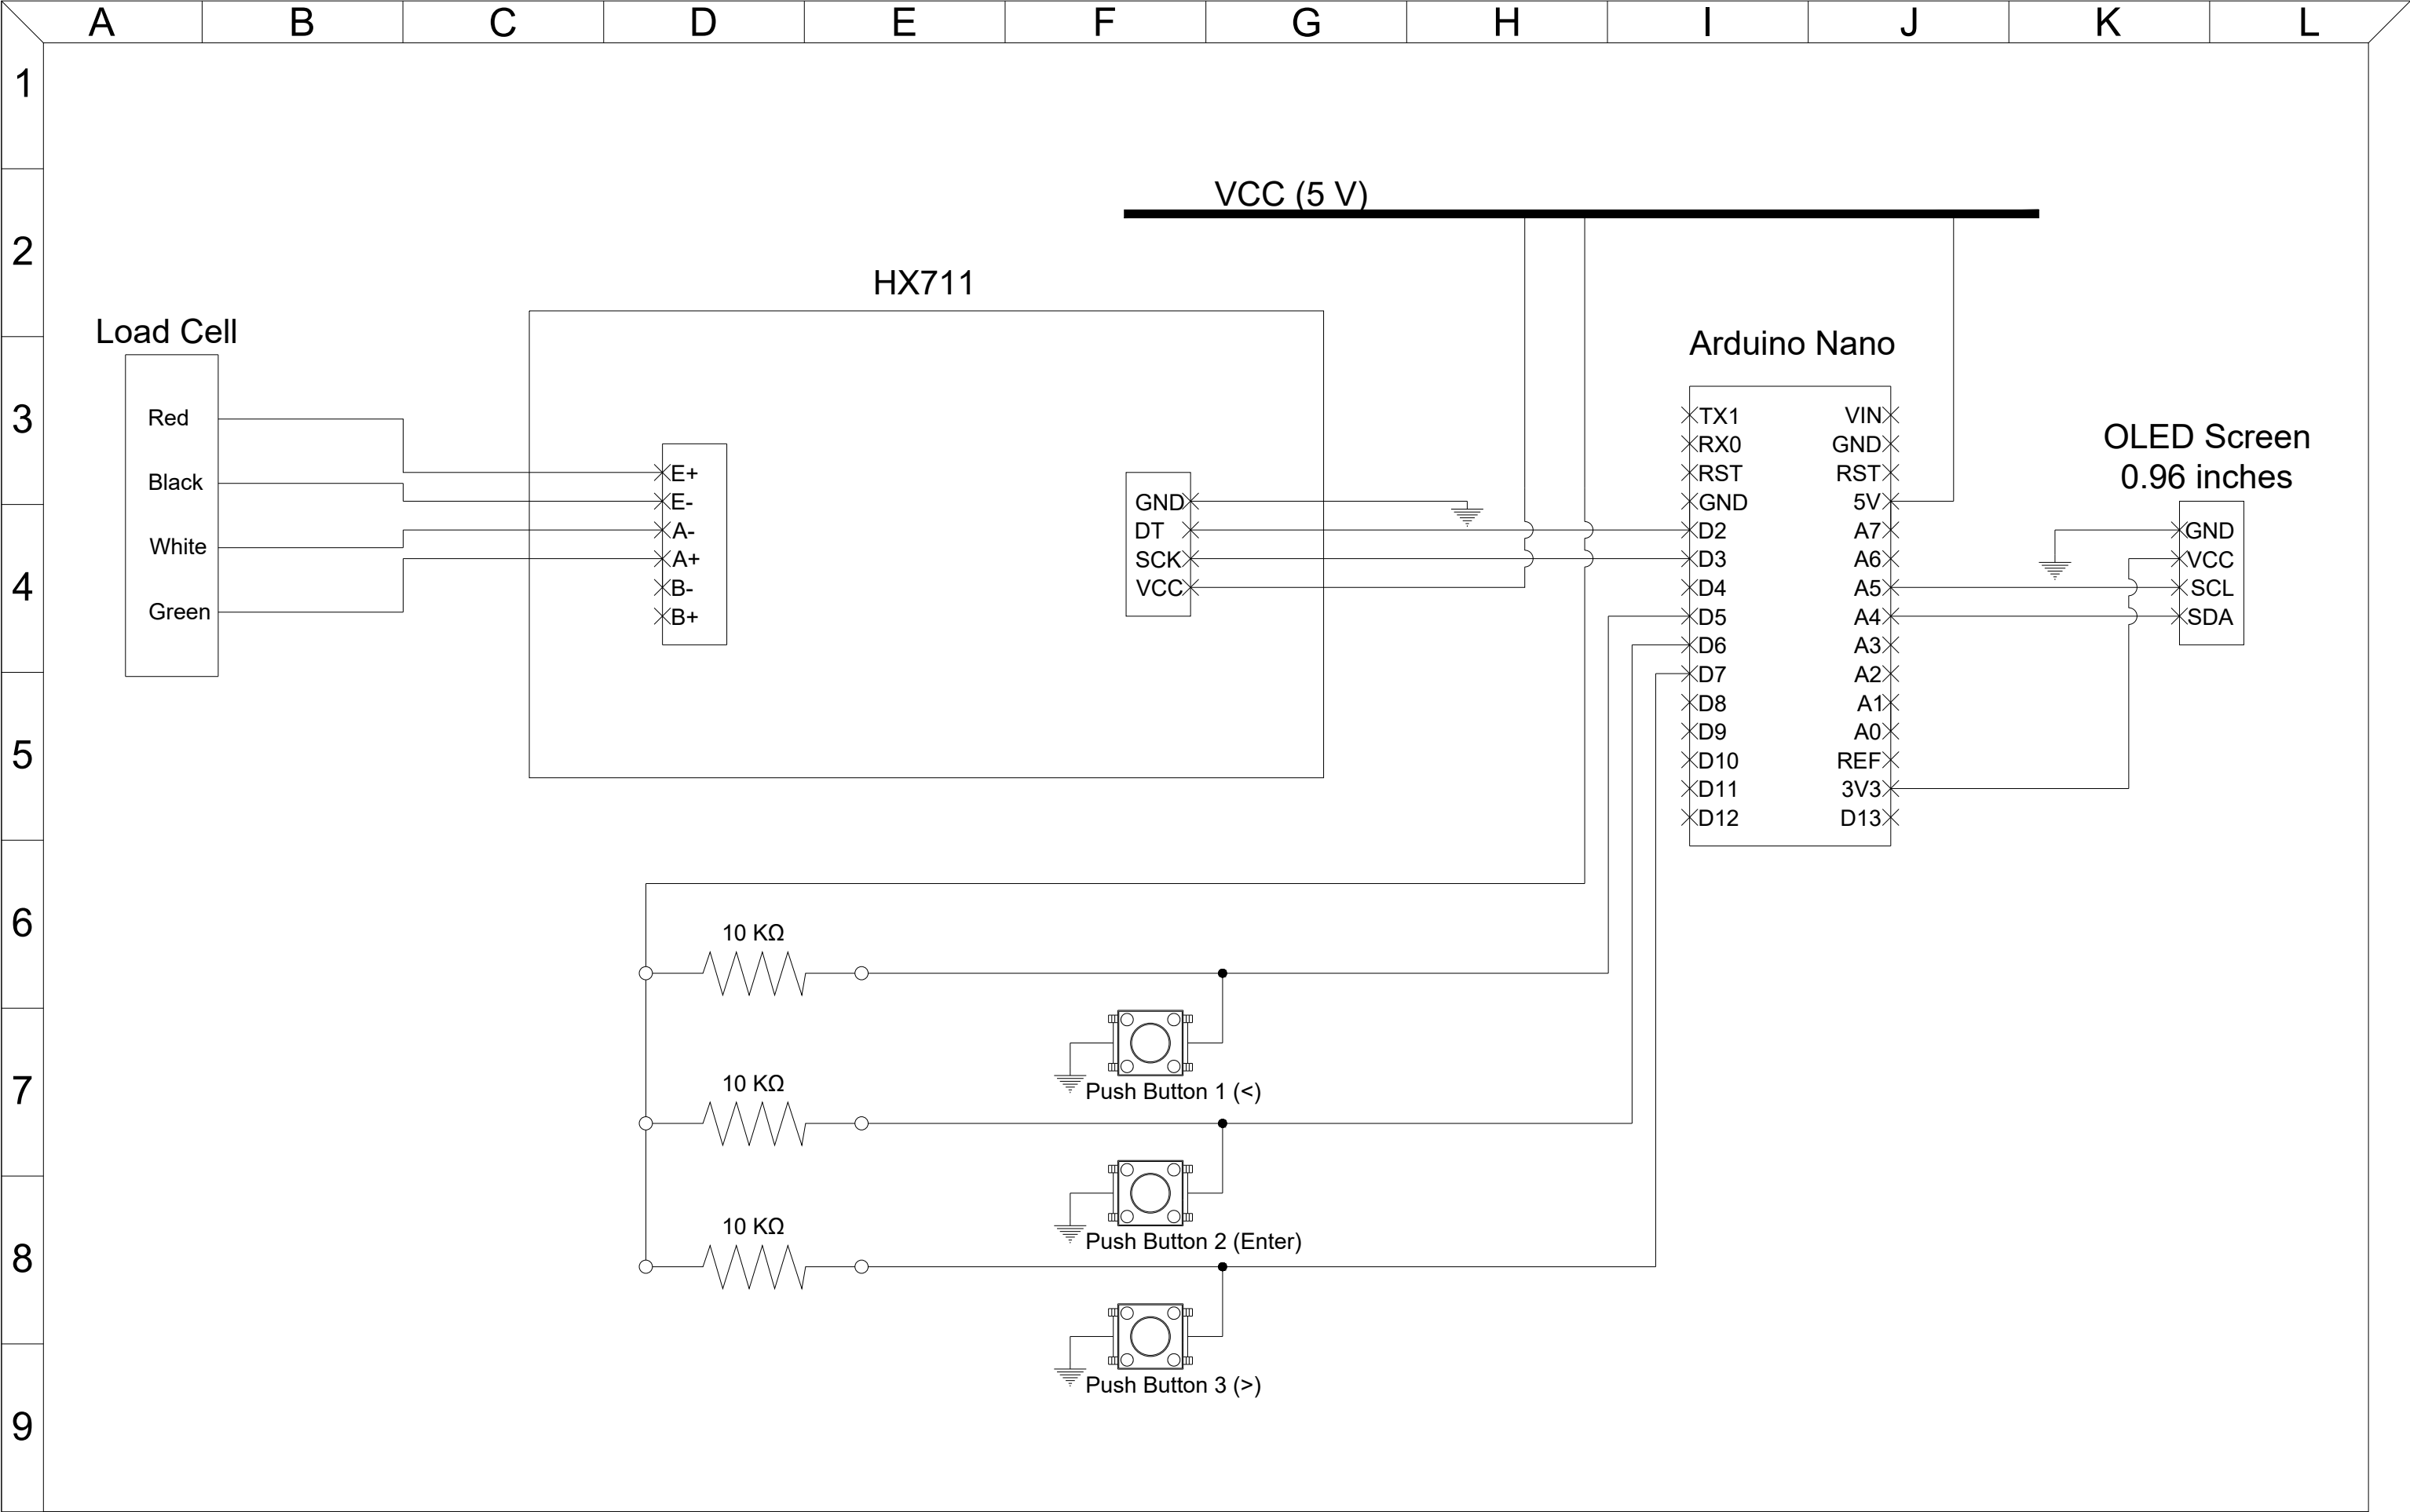 A B C D E F G H I J K L
1
2
3
4
5
6
7
8
9
VCC (5 V)
HX711
Load Cell
Red
Black
White
Green
E+
E-
A-
A+
B-
B+
GND
DT
SCK
VCC
Arduino Nano
TX1
RX0
RST
GND
D2
D3
D4
D5
D6
D7
D8
D9
D10
D11
D12
VIN
GND
RST
5V
A7
A6
A5
A4
A3
A2
A1
A0
REF
3V3
D13
OLED Screen
0.96 inches
GND
VCC
SCL
SDA
10 KΩ
Push Button 1 (<)
10 KΩ
Push Button 2 (Enter)
10 KΩ
Push Button 3 (>)